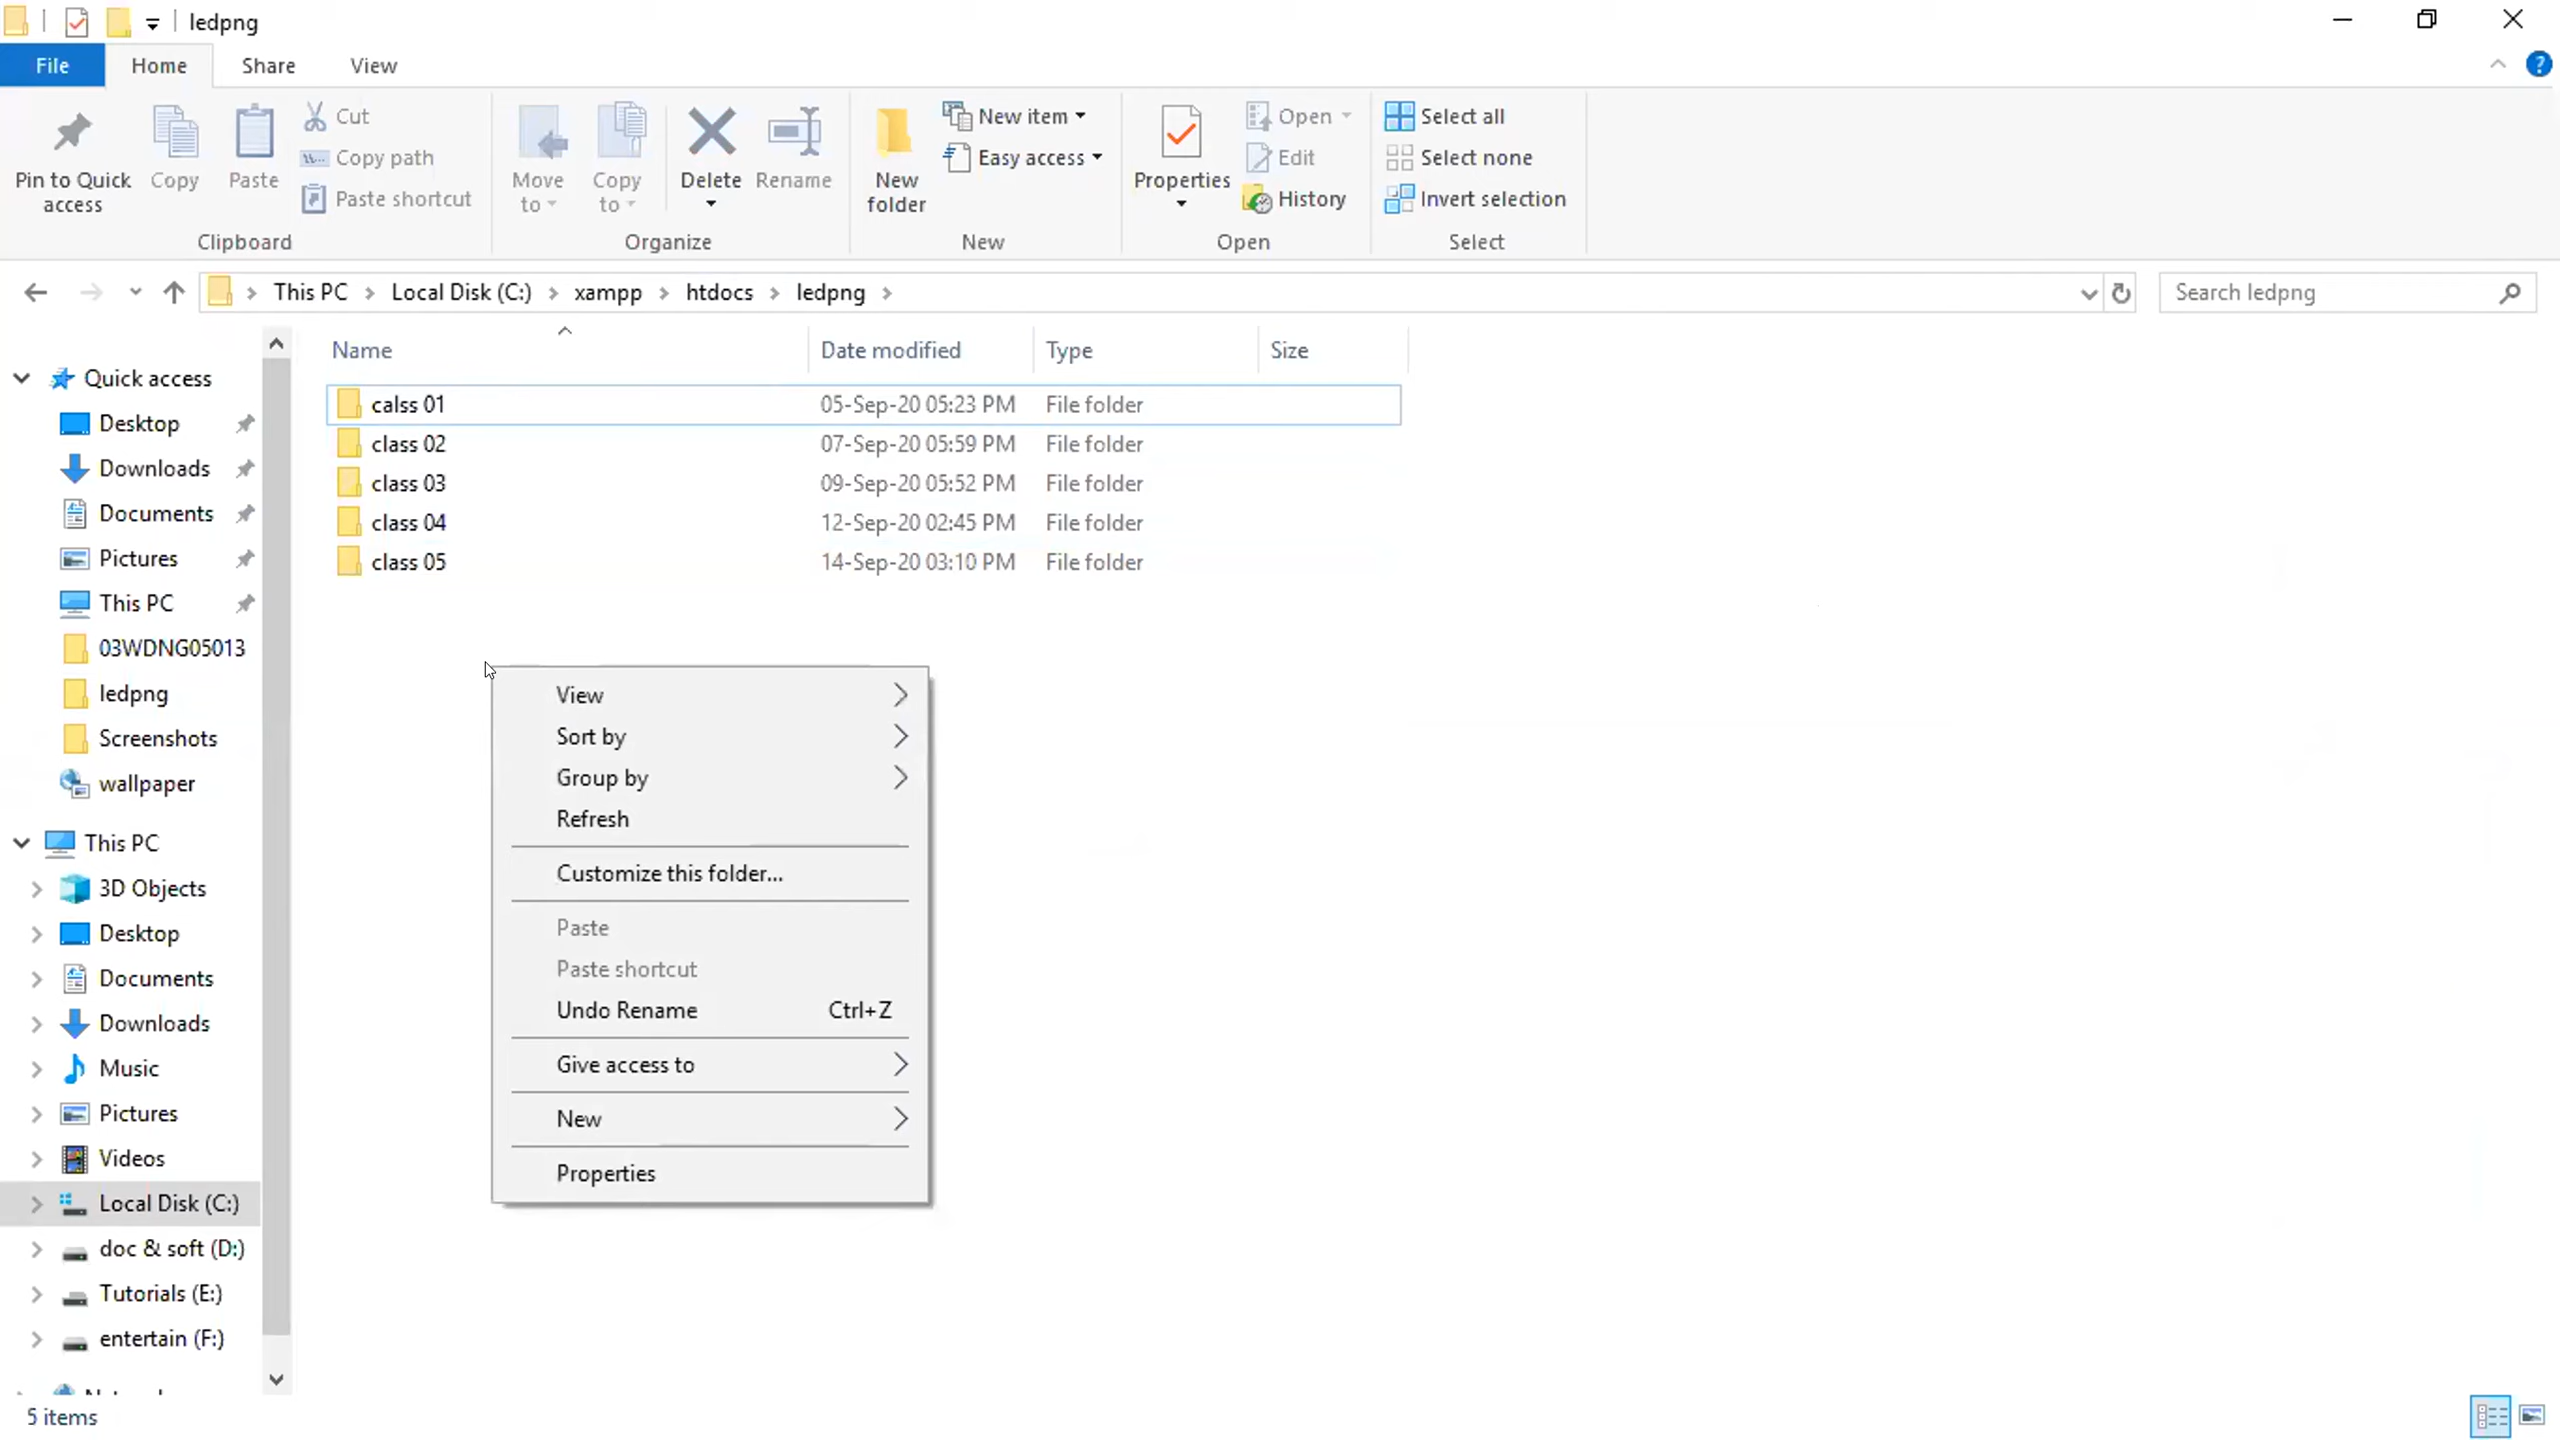 ledpng
File Home Share View
Pin to Quick access
Copy
Paste
Cut
Copy path
Paste shortcut
Clipboard
Move to
Copy to
Delete
Rename
Organize
New folder
New item
Easy access
New
Properties
Open
Edit
History
Open
Select all
Select none
Invert selection
Select
This PC Local Disk (C:) xampp htdocs ledpng
Search ledpng
Name Date modified Type Size
calss 01 05-Sep-20 05:23 PM File folder
class 02 07-Sep-20 05:59 PM File folder
class 03 09-Sep-20 05:52 PM File folder
class 04 12-Sep-20 02:45 PM File folder
class 05 14-Sep-20 03:10 PM File folder
Quick access
Desktop
Downloads
Documents
Pictures
This PC
03WDNG05013
ledpng
Screenshots
wallpaper
This PC
3D Objects
Desktop
Documents
Downloads
Music
Pictures
Videos
Local Disk (C:)
doc & soft (D:)
Tutorials (E:)
entertain (F:)
View
Sort by
Group by
Refresh
Customize this folder...
Paste
Paste shortcut
Undo Rename Ctrl+Z
Give access to
New
Properties
5 items